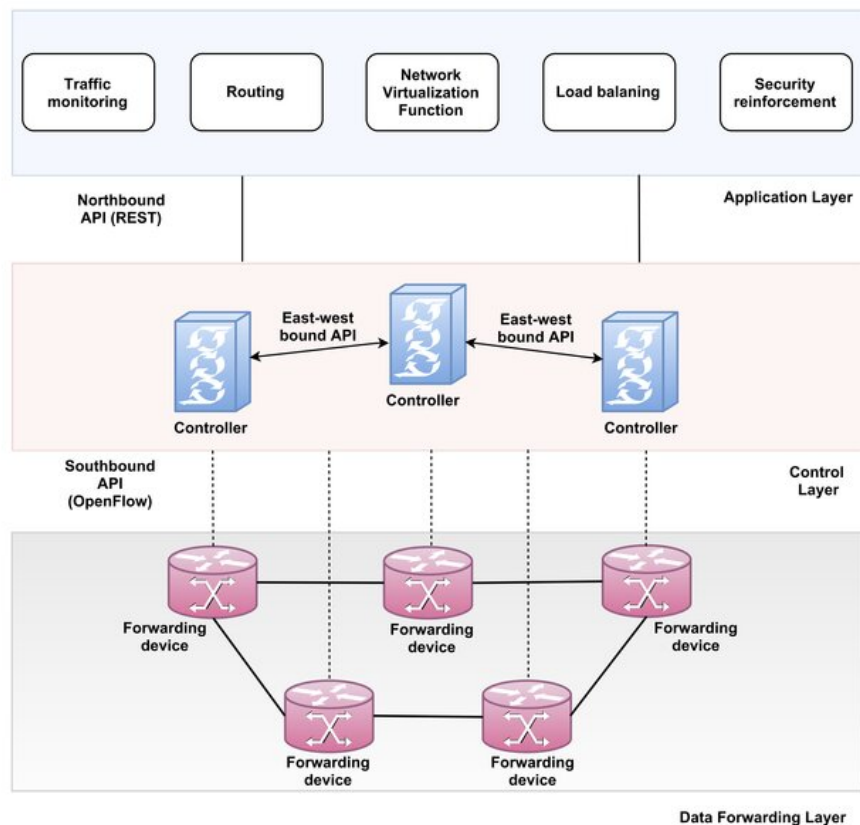 Traffic
monitoring
Routing
Network
Virtualization
Function
Load balaning
Security
reinforcement
Northbound
API (REST)
Application Layer
East-west
bound API
East-west
bound API
Controller
Controller
Controller
Southbound
API
(OpenFlow)
Control
Layer
Forwarding
device
Forwarding
device
Forwarding
device
Forwarding
device
Forwarding
device
Data Forwarding Layer